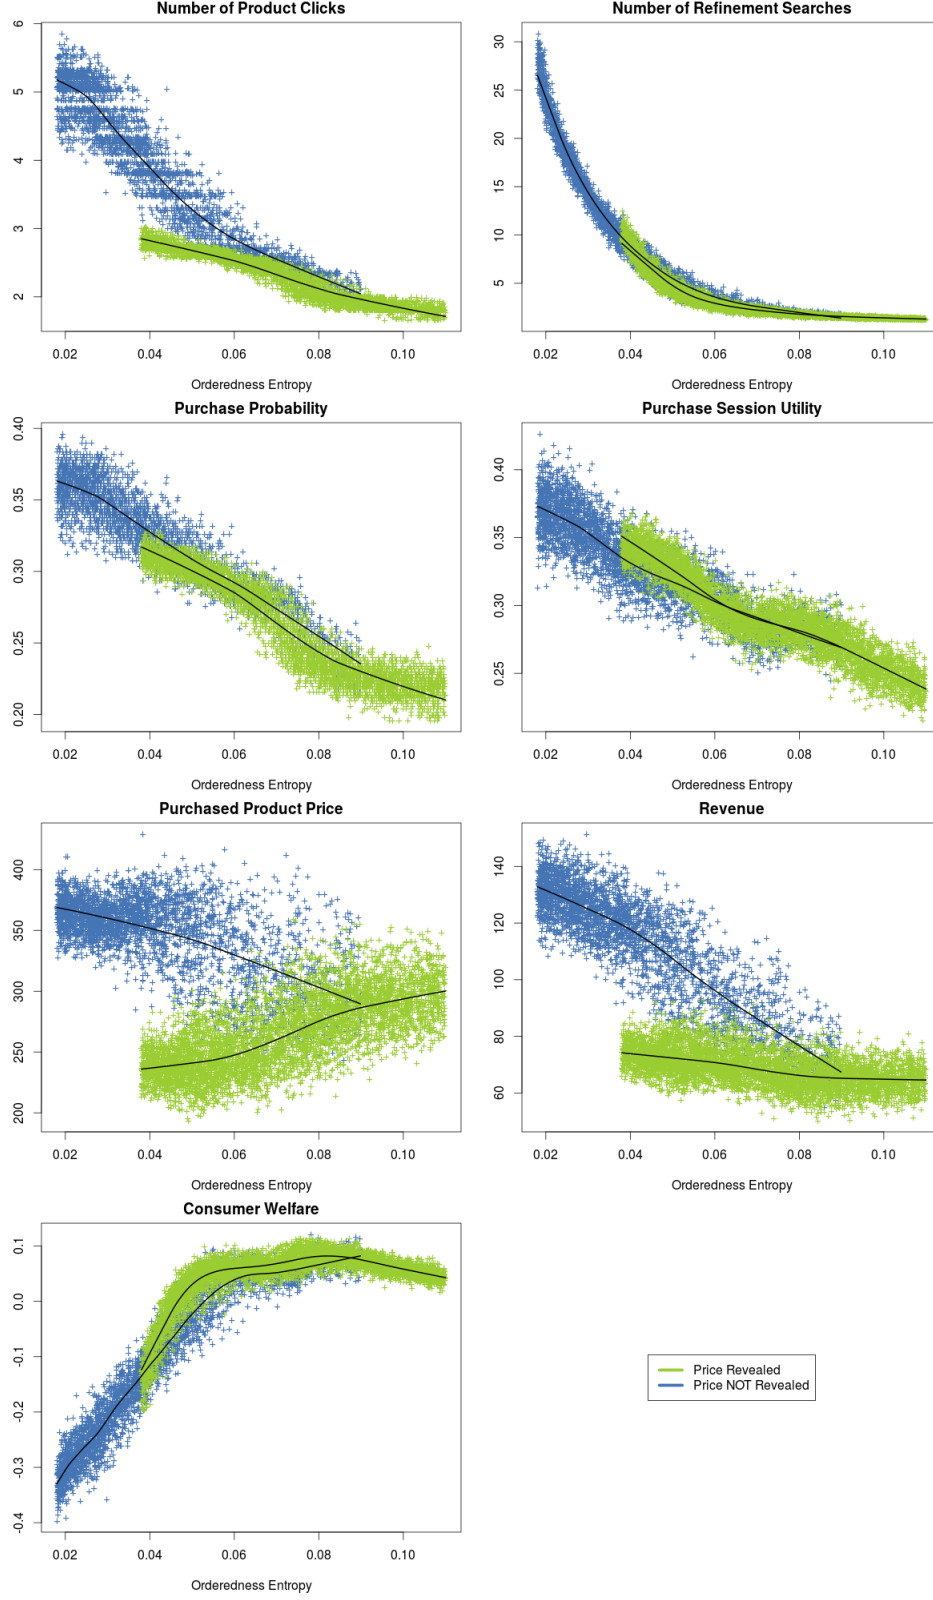 Number of Product Clicks
6
5
4
3
2
0.02 0.04 0.06 0.08 0.10
Orderedness Entropy
Number of Refinement Searches
30
25
20
15
10
5
0.02 0.04 0.06 0.08 0.10
Orderedness Entropy
Purchase Probability
0.40
0.35
0.30
0.25
0.20
0.02 0.04 0.06 0.08 0.10
Orderedness Entropy
Purchase Session Utility
0.40
0.35
0.30
0.25
0.02 0.04 0.06 0.08 0.10
Orderedness Entropy
Purchased Product Price
400
350
300
250
200
0.02 0.04 0.06 0.08 0.10
Orderedness Entropy
Revenue
140
120
100
80
60
0.02 0.04 0.06 0.08 0.10
Orderedness Entropy
Consumer Welfare
0.1
0.0
-0.1
-0.2
-0.3
-0.4
0.02 0.04 0.06 0.08 0.10
Orderedness Entropy
Price Revealed
Price NOT Revealed